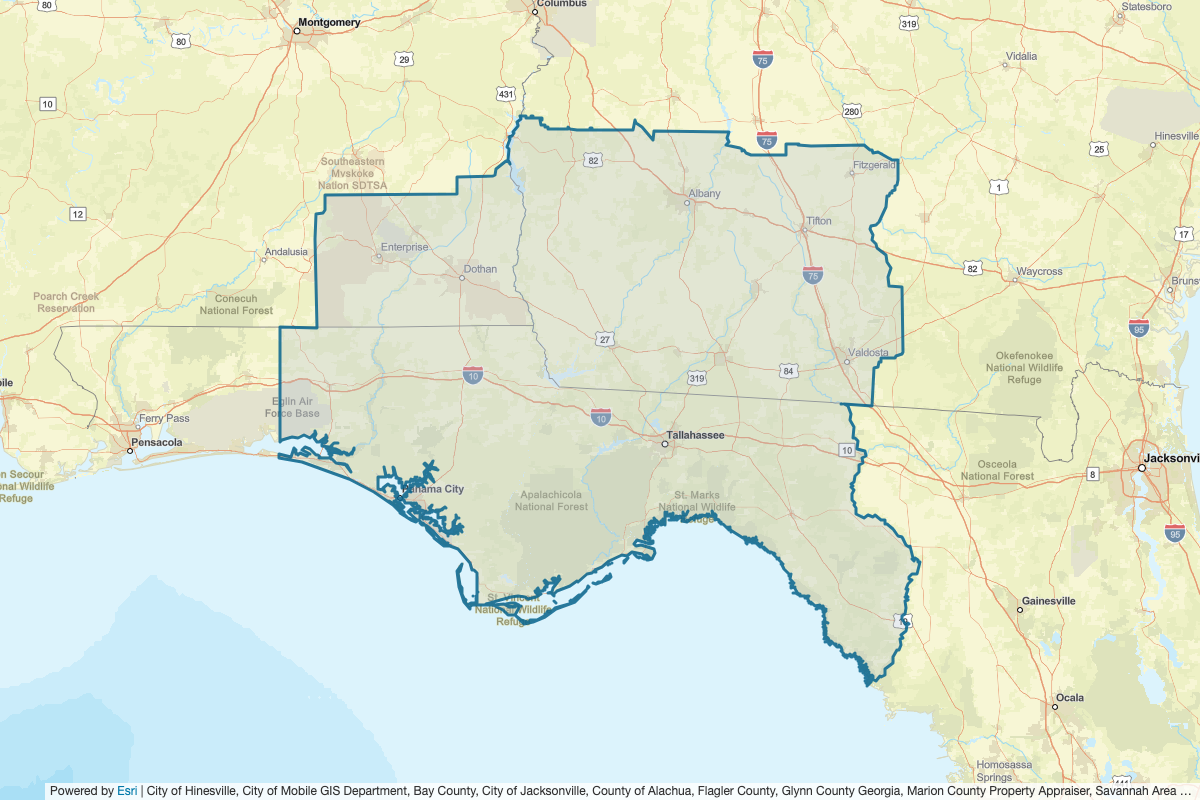 80
Columbus
Statesboro
Montgomery
319
80
29
75
Vidalia
431
10
280
Hinesville
75
25
82
Southeastern
Mvskoke
Nation SDTSA
Fitzgerald
1
Albany
12
Tifton
17
Andalusia
Enterprise
82
Waycross
Dothan
75
Poarch Creek
Reservation
Conecuh
National Forest
95
27
Valdosta
Okefenokee
National Wildlife
Refuge
10
319
84
Eglin Air
Force Base
10
Ferry Pass
Pensacola
Tallahassee
10
Osceola
National Forest
8
Jacksonvi
National Wildlife
Refuge
Panama City
Apalachicola
National Forest
St. Marks
National Wildlife
Refuge
95
St. Vincent
National Wildlife
Refuge
Gainesville
19
Ocala
Homosassa
Springs
441
Powered by Esri | City of Hinesville, City of Mobile GIS Department, Bay County, City of Jacksonville, County of Alachua, Flagler County, Glynn County Georgia, Marion County Property Appraiser, Savannah Area ...